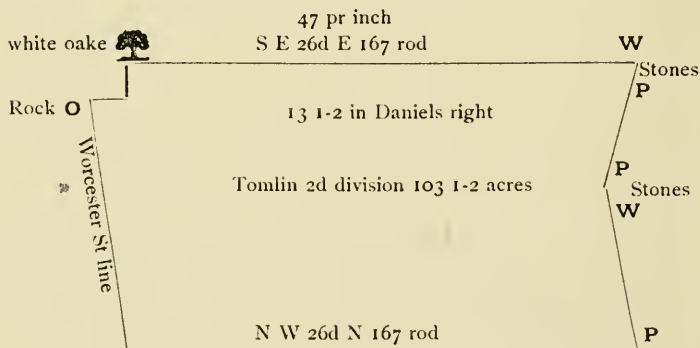 47 pr inch
white oake S E 26d E 167 rod W
Stones
P
Rock O 13 1-2 in Daniels right
Worcester St line
P
Tomlin 2d division 103 1-2 acres Stones
W
N W 26d N 167 rod P